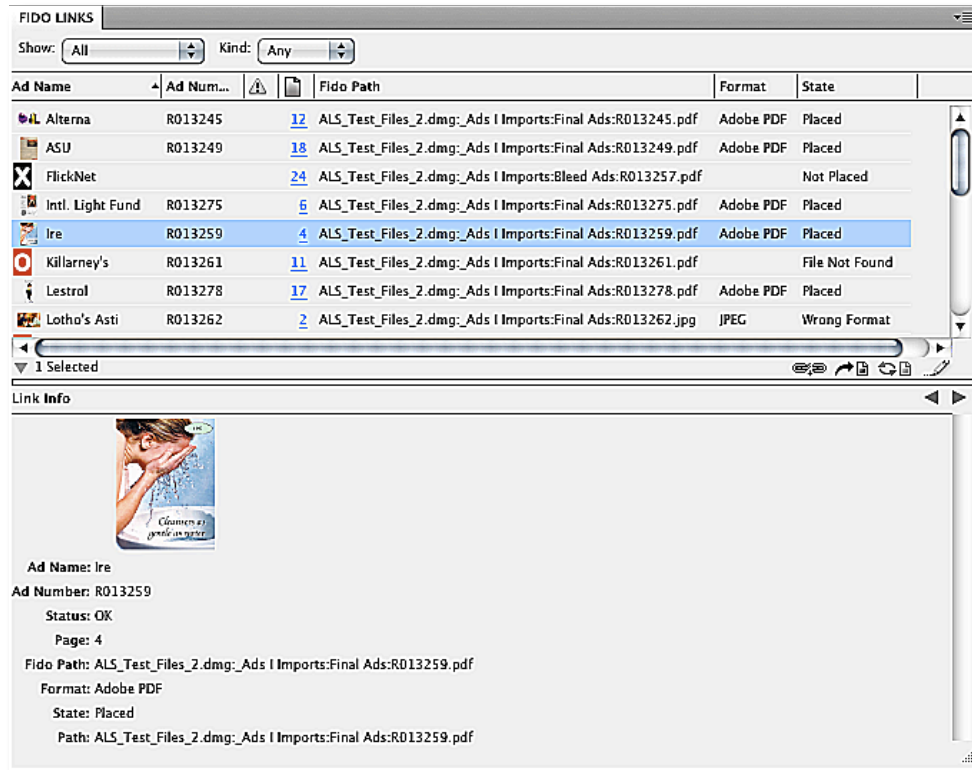 FIDO LINKS
Show: All Kind: Any
Ad Name Ad Num... Fido Path Format State
Alterna R013245 12 ALS_Test_Files_2.dmg:_Ads I Imports:Final Ads:R013245.pdf Adobe PDF Placed
ASU R013249 18 ALS_Test_Files_2.dmg:_Ads I Imports:Final Ads:R013249.pdf Adobe PDF Placed
FlickNet 24 ALS_Test_Files_2.dmg:_Ads I Imports:Bleed Ads:R013257.pdf Not Placed
Intl. Light Fund R013275 6 ALS_Test_Files_2.dmg:_Ads I Imports:Final Ads:R013275.pdf Adobe PDF Placed
Ire R013259 4 ALS_Test_Files_2.dmg:_Ads I Imports:Final Ads:R013259.pdf Adobe PDF Placed
Killarney's R013261 11 ALS_Test_Files_2.dmg:_Ads I Imports:Final Ads:R013261.pdf File Not Found
Lestrol R013278 17 ALS_Test_Files_2.dmg:_Ads I Imports:Final Ads:R013278.pdf Adobe PDF Placed
Lotho's Asti R013262 2 ALS_Test_Files_2.dmg:_Ads I Imports:Final Ads:R013262.jpg JPEG Wrong Format
1 Selected
Link Info
Cleansers as
gentle as water
Ad Name: Ire
Ad Number: R013259
Status: OK
Page: 4
Fido Path: ALS_Test_Files_2.dmg:_Ads I Imports:Final Ads:R013259.pdf
Format: Adobe PDF
State: Placed
Path: ALS_Test_Files_2.dmg:_Ads I Imports:Final Ads:R013259.pdf